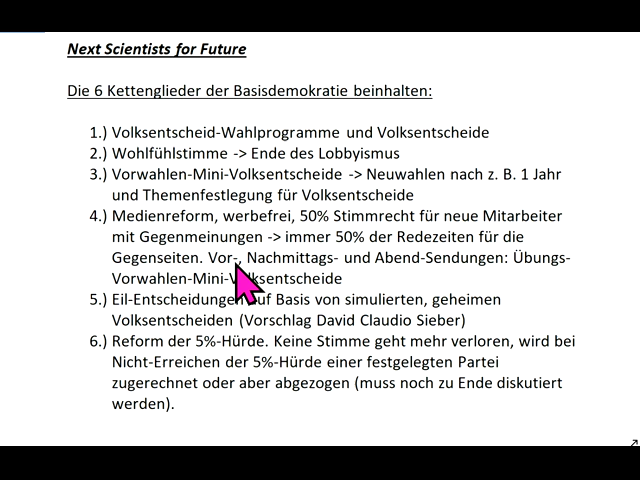 Next Scientists for Future
Die 6 Kettenglieder der Basisdemokratie beinhalten:
1.) Volksentscheid-Wahlprogramme und Volksentscheide
2.) Wohlfühlstimme -> Ende des Lobbyismus
3.) Vorwahlen-Mini-Volksentscheide -> Neuwahlen nach z. B. 1 Jahr
und Themenfestlegung für Volksentscheide
4.) Medienreform, werbefrei, 50% Stimmrecht für neue Mitarbeiter
mit Gegenmeinungen -> immer 50% der Redezeiten für die
Gegenseiten. Vor-, Nachmittags- und Abend-Sendungen: Übungs-
Vorwahlen-Mini-Volksentscheide
5.) Eil-Entscheidungen auf Basis von simulierten, geheimen
Volksentscheiden (Vorschlag David Claudio Sieber)
6.) Reform der 5%-Hürde. Keine Stimme geht mehr verloren, wird bei
Nicht-Erreichen der 5%-Hürde einer festgelegten Partei
zugerechnet oder aber abgezogen (muss noch zu Ende diskutiert
werden).